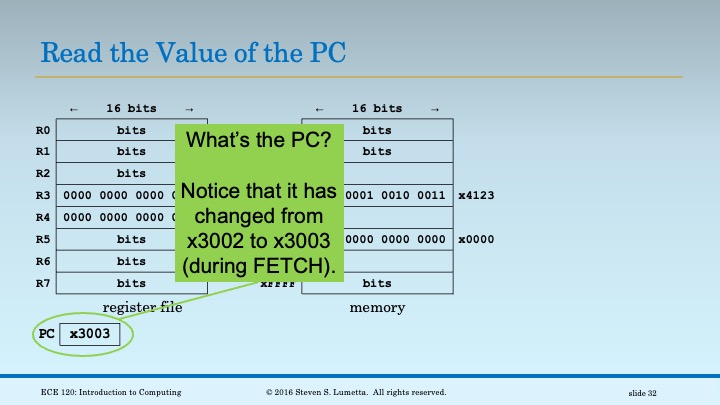 Read the Value of the PC
← 16 bits → ← 16 bits →
R0 bits bits
R1 bits bits
R2 bits
R3 0000 0000 0000 0001 0010 0011 x4123
R4 0000 0000 0000
R5 bits 0000 0000 0000 x0000
R6 bits
R7 bits xFFFF bits
What's the PC?
Notice that it has
changed from
x3002 to x3003
(during FETCH).
register file memory
PC x3003
ECE 120: Introduction to Computing © 2016 Steven S. Lumetta. All rights reserved. slide 32